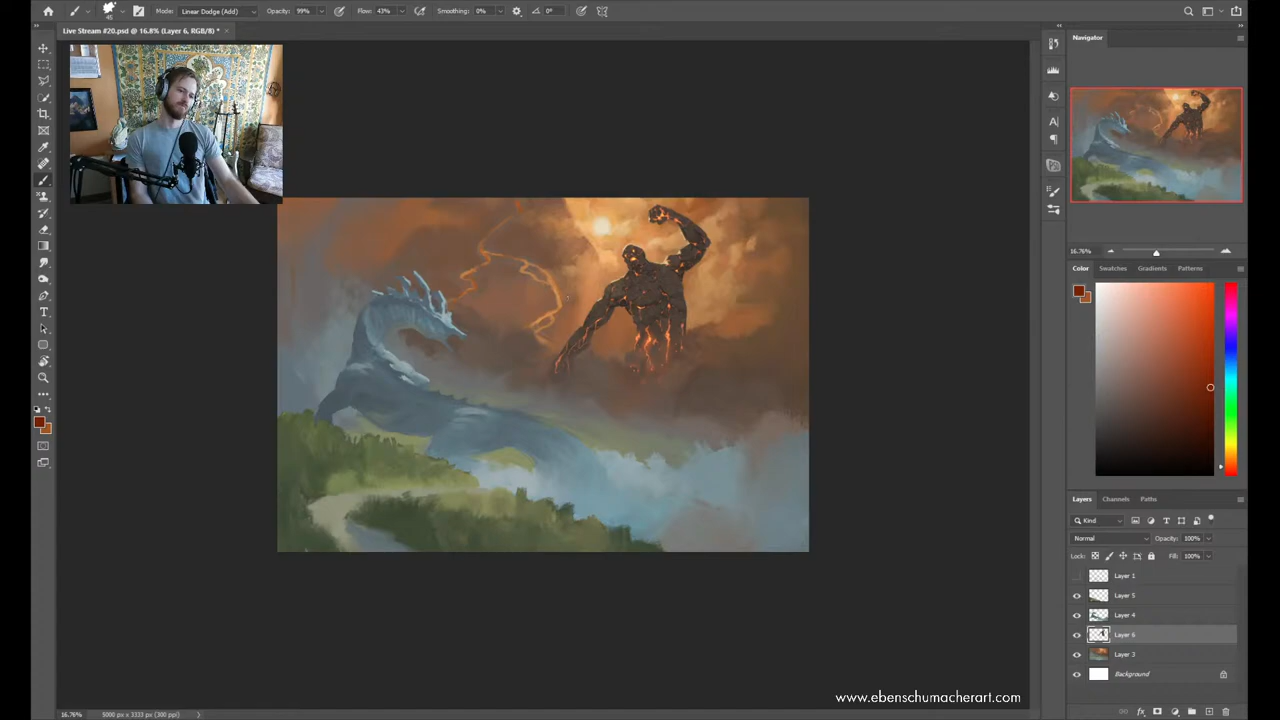 Mode: Linear Dodge (Add) Opacity: 99% Flow: 43% Smoothing: 0% 0°
45
Live Stream #20.psd @ 16.8% (Layer 6, RGB/8) *
Navigator
16.76%
Color Swatches Gradients Patterns
Layers Channels Paths
Kind
Normal Opacity: 100%
Lock: Fill: 100%
Layer 1
Layer 5
Layer 4
Layer 6
Layer 3
Background
www.ebenschumacherart.com
16.76% 5000 px x 3333 px (300 ppi)